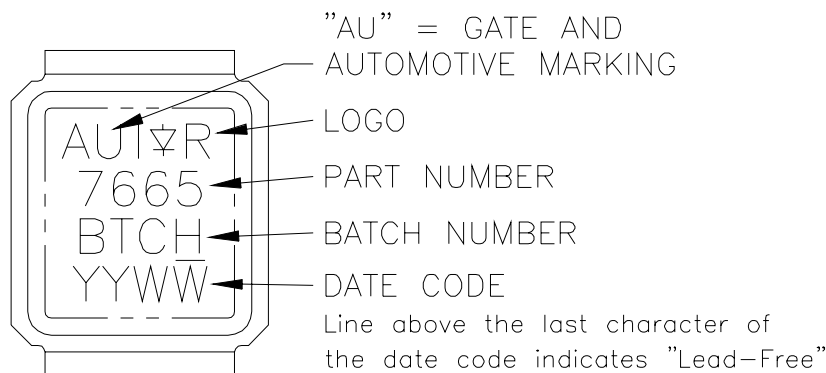 "AU" = GATE AND
AUTOMOTIVE MARKING
AUI R
LOGO
7665
PART NUMBER
BTCH
BATCH NUMBER
YYWW̅
DATE CODE
Line above the last character of
the date code indicates "Lead-Free"